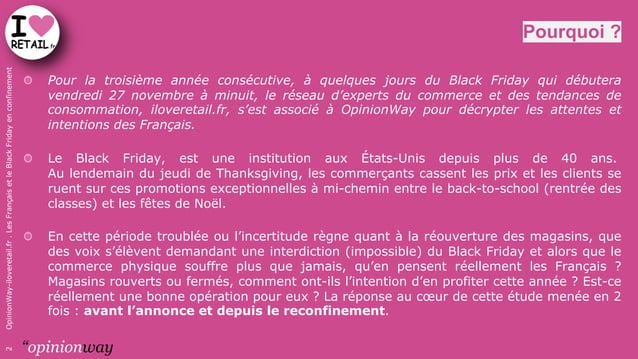 I
RETAIL.fr
Pourquoi ?
Pour la troisième année consécutive, à quelques jours du Black Friday qui débutera
vendredi 27 novembre à minuit, le réseau d'experts du commerce et des tendances de
consommation, iloveretail.fr, s'est associé à OpinionWay pour décrypter les attentes et
intentions des Français.
Le Black Friday, est une institution aux États-Unis depuis plus de 40 ans.
Au lendemain du jeudi de Thanksgiving, les commerçants cassent les prix et les clients se
ruent sur ces promotions exceptionnelles à mi-chemin entre le back-to-school (rentrée des
classes) et les fêtes de Noël.
En cette période troublée ou l'incertitude règne quant à la réouverture des magasins, que
des voix s'élèvent demandant une interdiction (impossible) du Black Friday et alors que le
commerce physique souffre plus que jamais, qu'en pensent réellement les Français ?
Magasins rouverts ou fermés, comment ont-ils l'intention d'en profiter cette année ? Est-ce
réellement une bonne opération pour eux ? La réponse au cœur de cette étude menée en 2
fois : avant l'annonce et depuis le reconfinement.
2 OpinionWay-iloveretail.fr . Les Français et le Black Friday en confinement
“opinionway